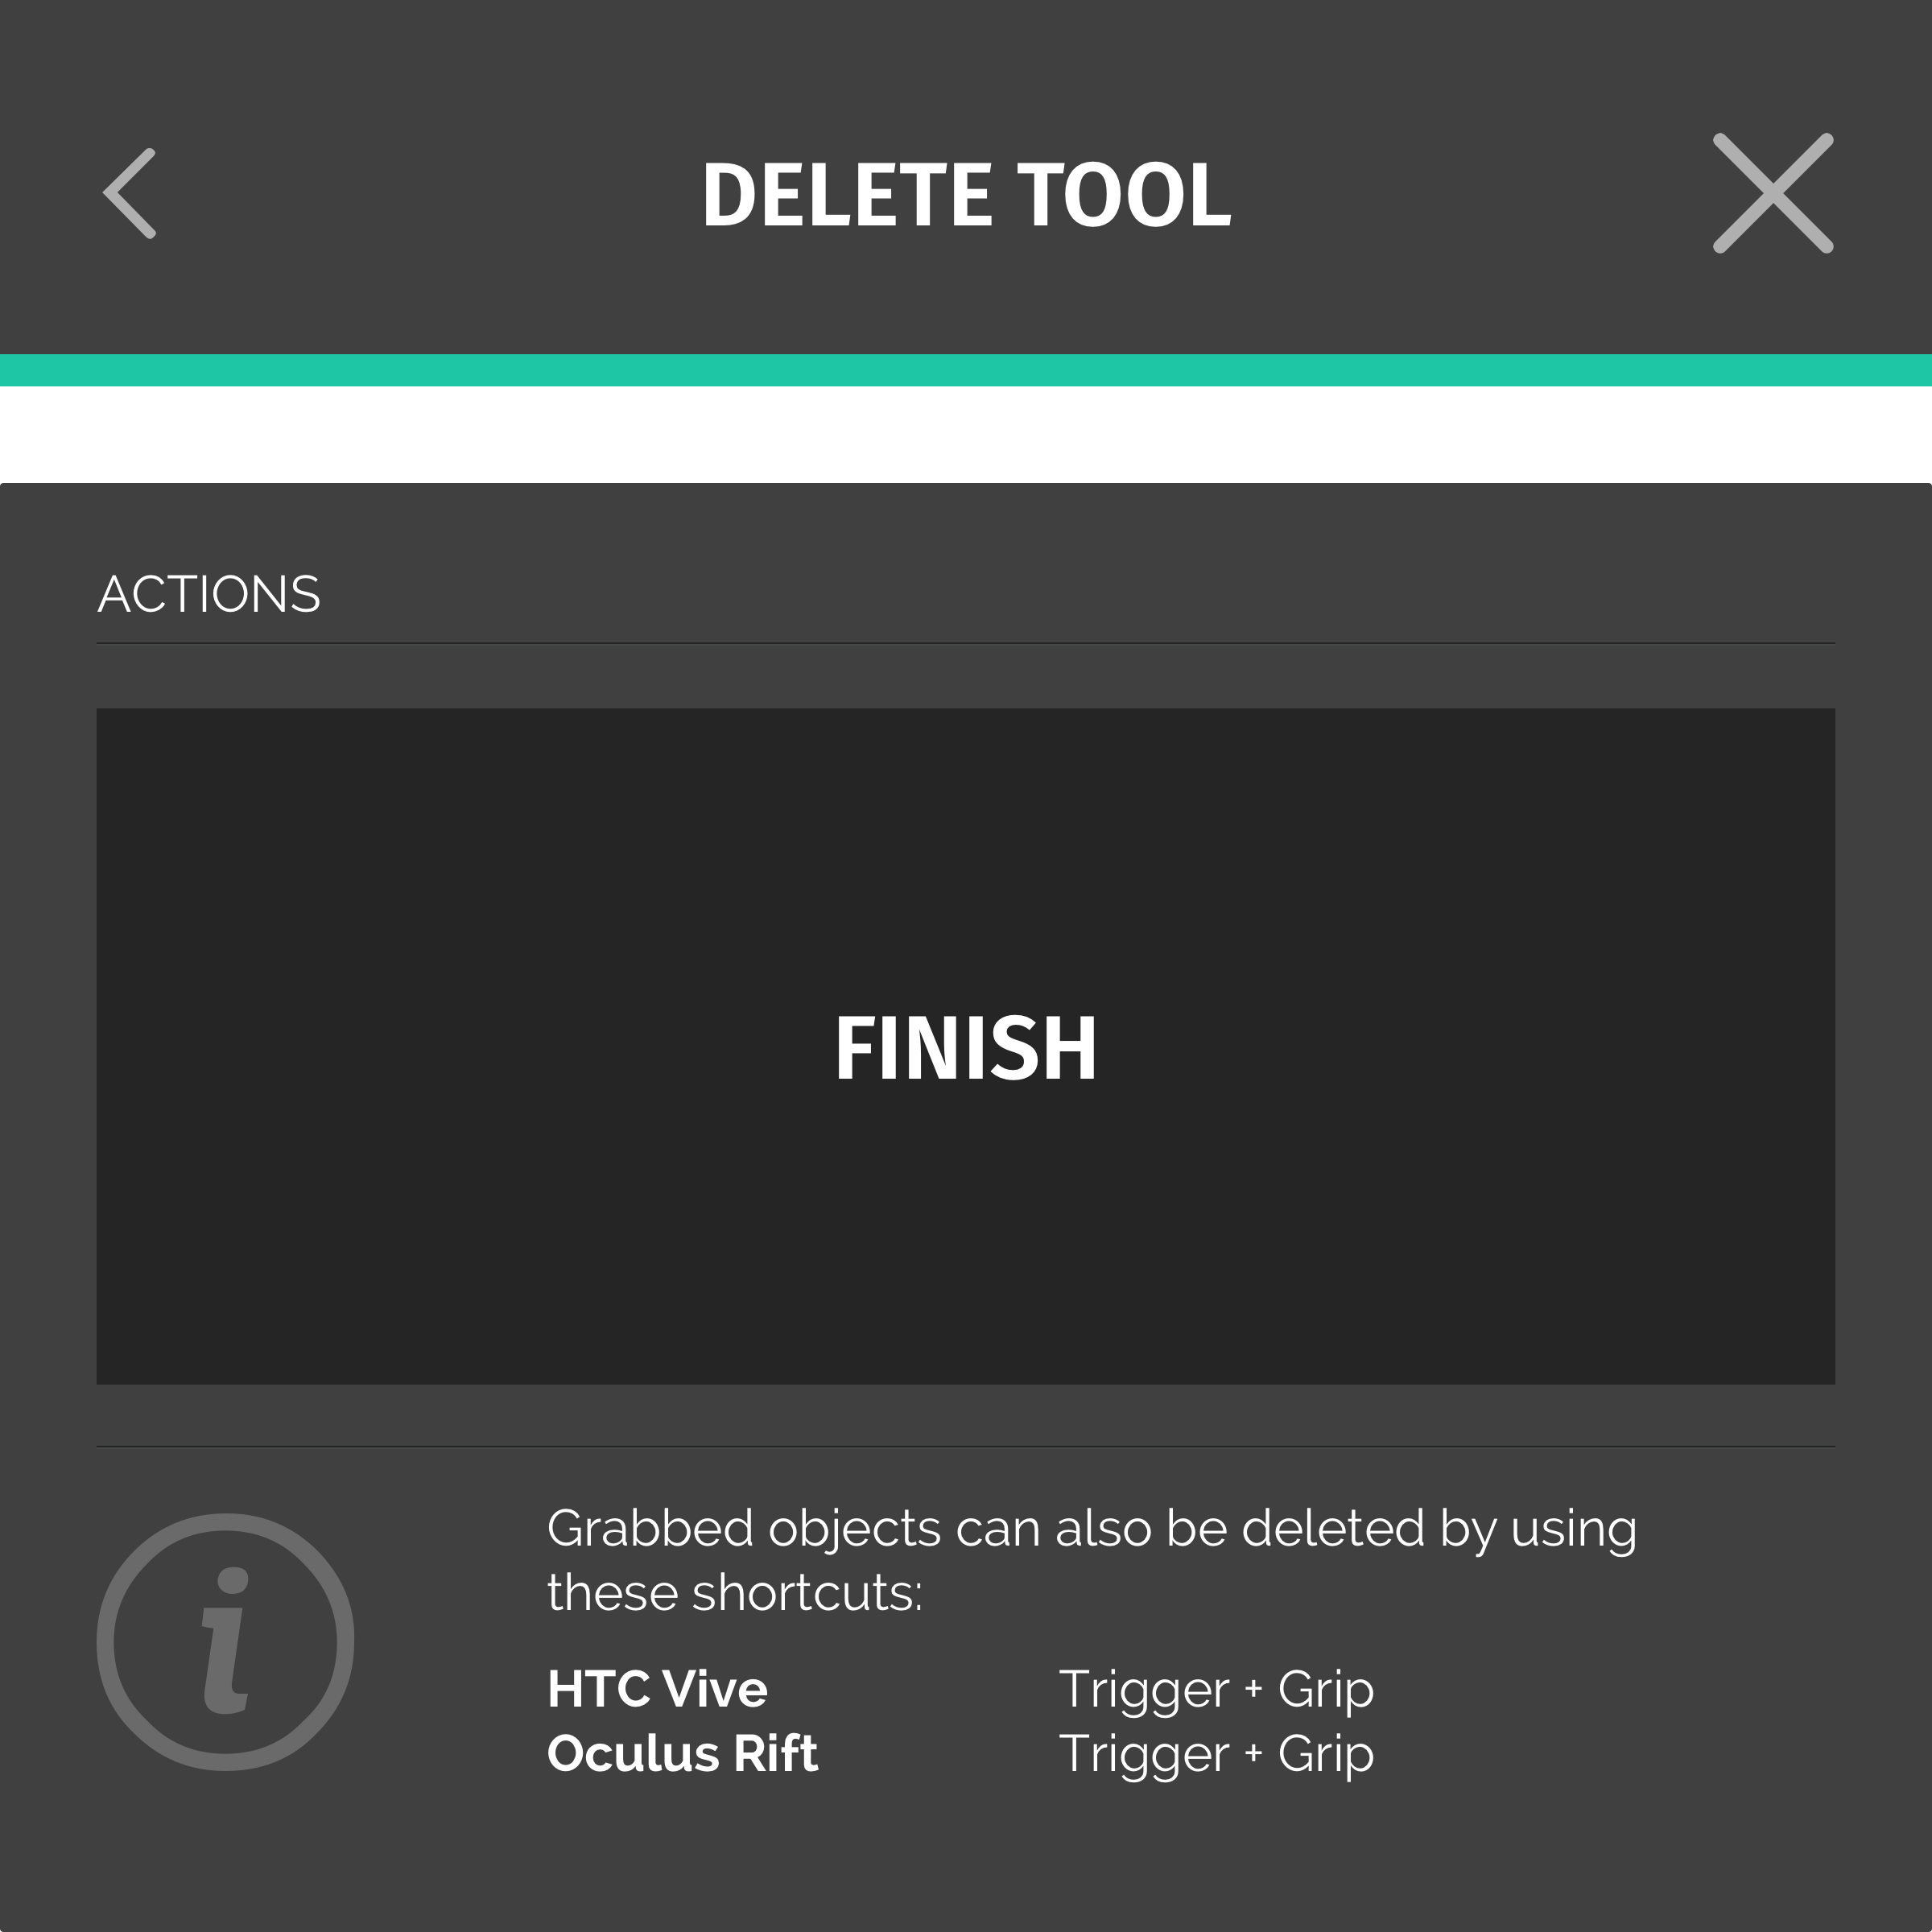 DELETE TOOL
ACTIONS
FINISH
Grabbed objects can also be deleted by using
these shortcuts:
HTC Vive Trigger + Grip
Oculus Rift Trigger + Grip